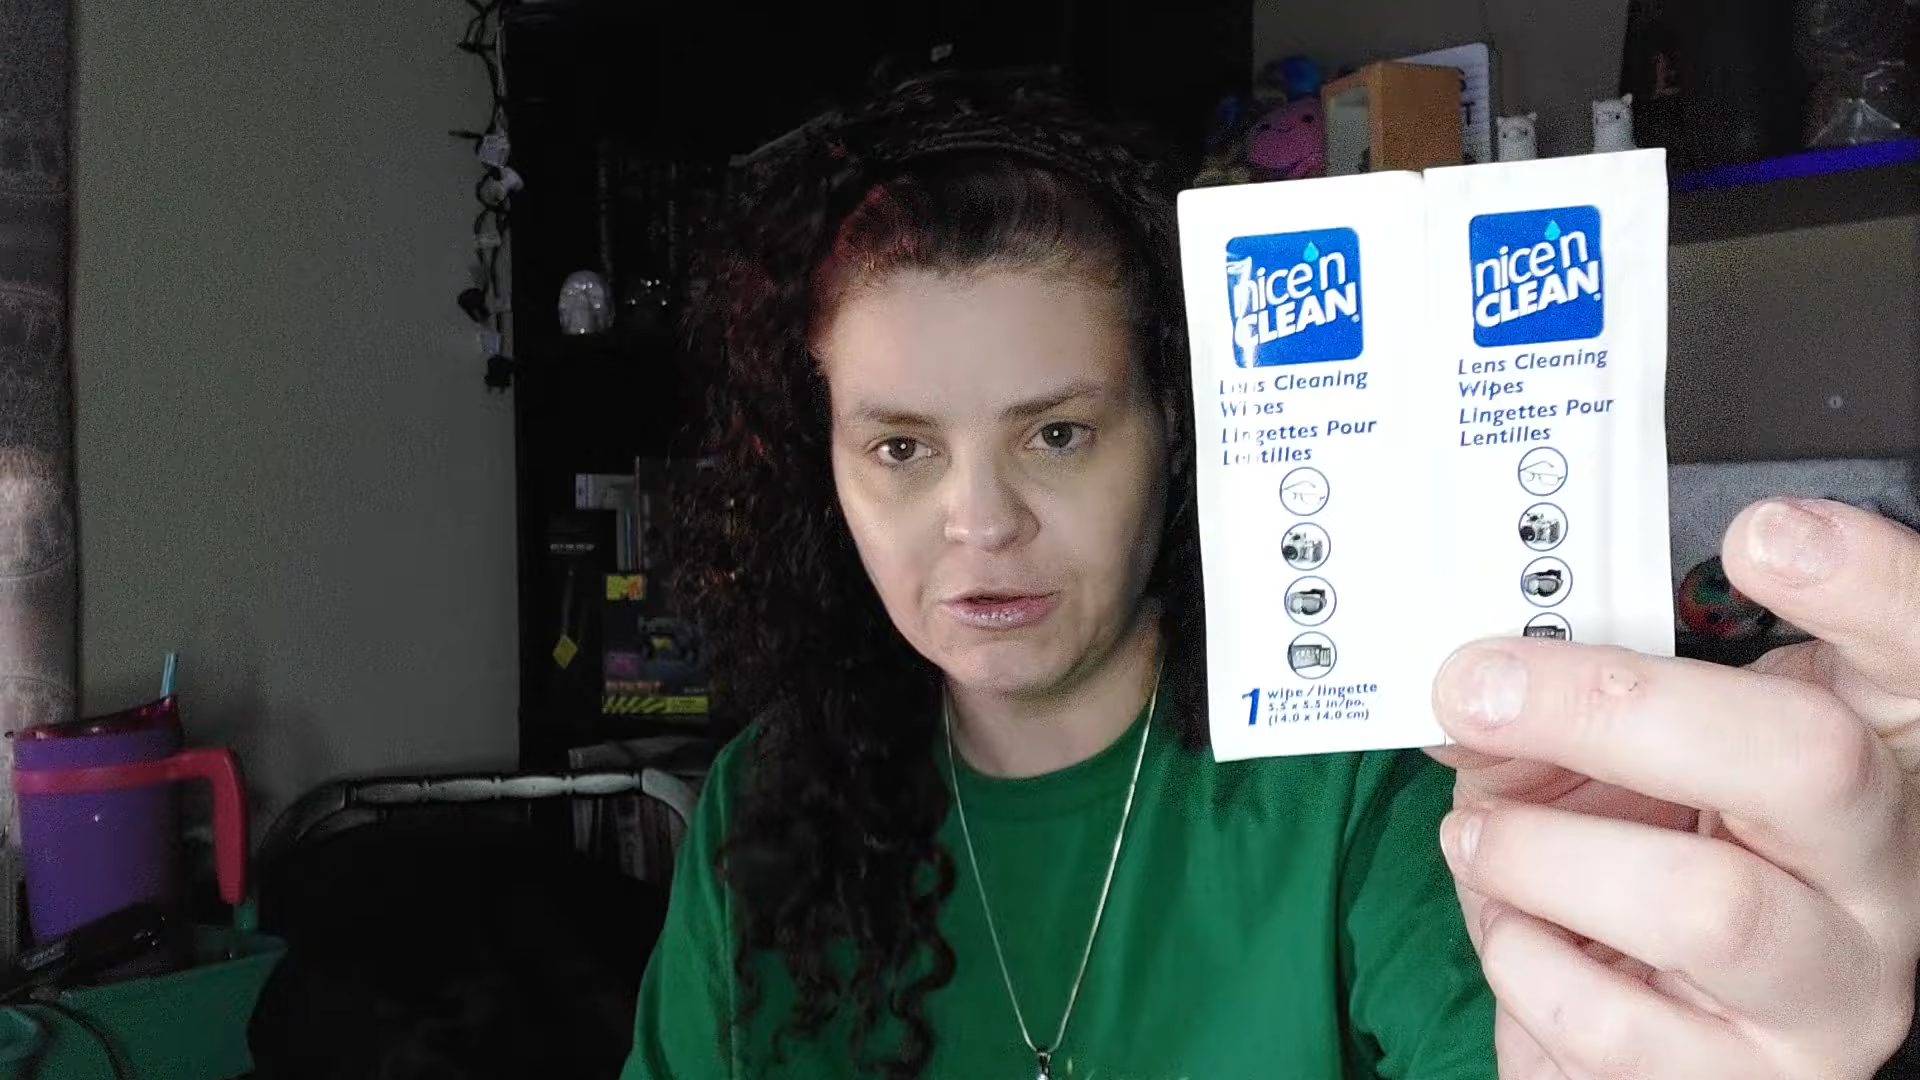 nice'n
CLEAN
Lens Cleaning
Wipes
Lingettes Pour
Lentilles
1 wipe/lingette
5.5 x 5.5 in/po.
(14.0 x 14.0 cm)
nice'n
CLEAN
Lens Cleaning
Wipes
Lingettes Pour
Lentilles